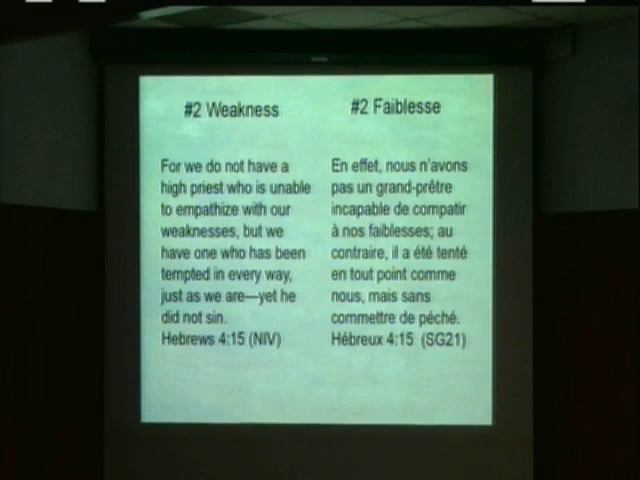 #2 Weakness
For we do not have a
high priest who is unable
to empathize with our
weaknesses, but we
have one who has been
tempted in every way,
just as we are—yet he
did not sin.
Hebrews 4:15 (NIV)
#2 Faiblesse
En effet, nous n'avons
pas un grand-prêtre
incapable de compatir
à nos faiblesses; au
contraire, il a été tenté
en tout point comme
nous, mais sans
commettre de péché.
Hébreux 4:15 (SG21)